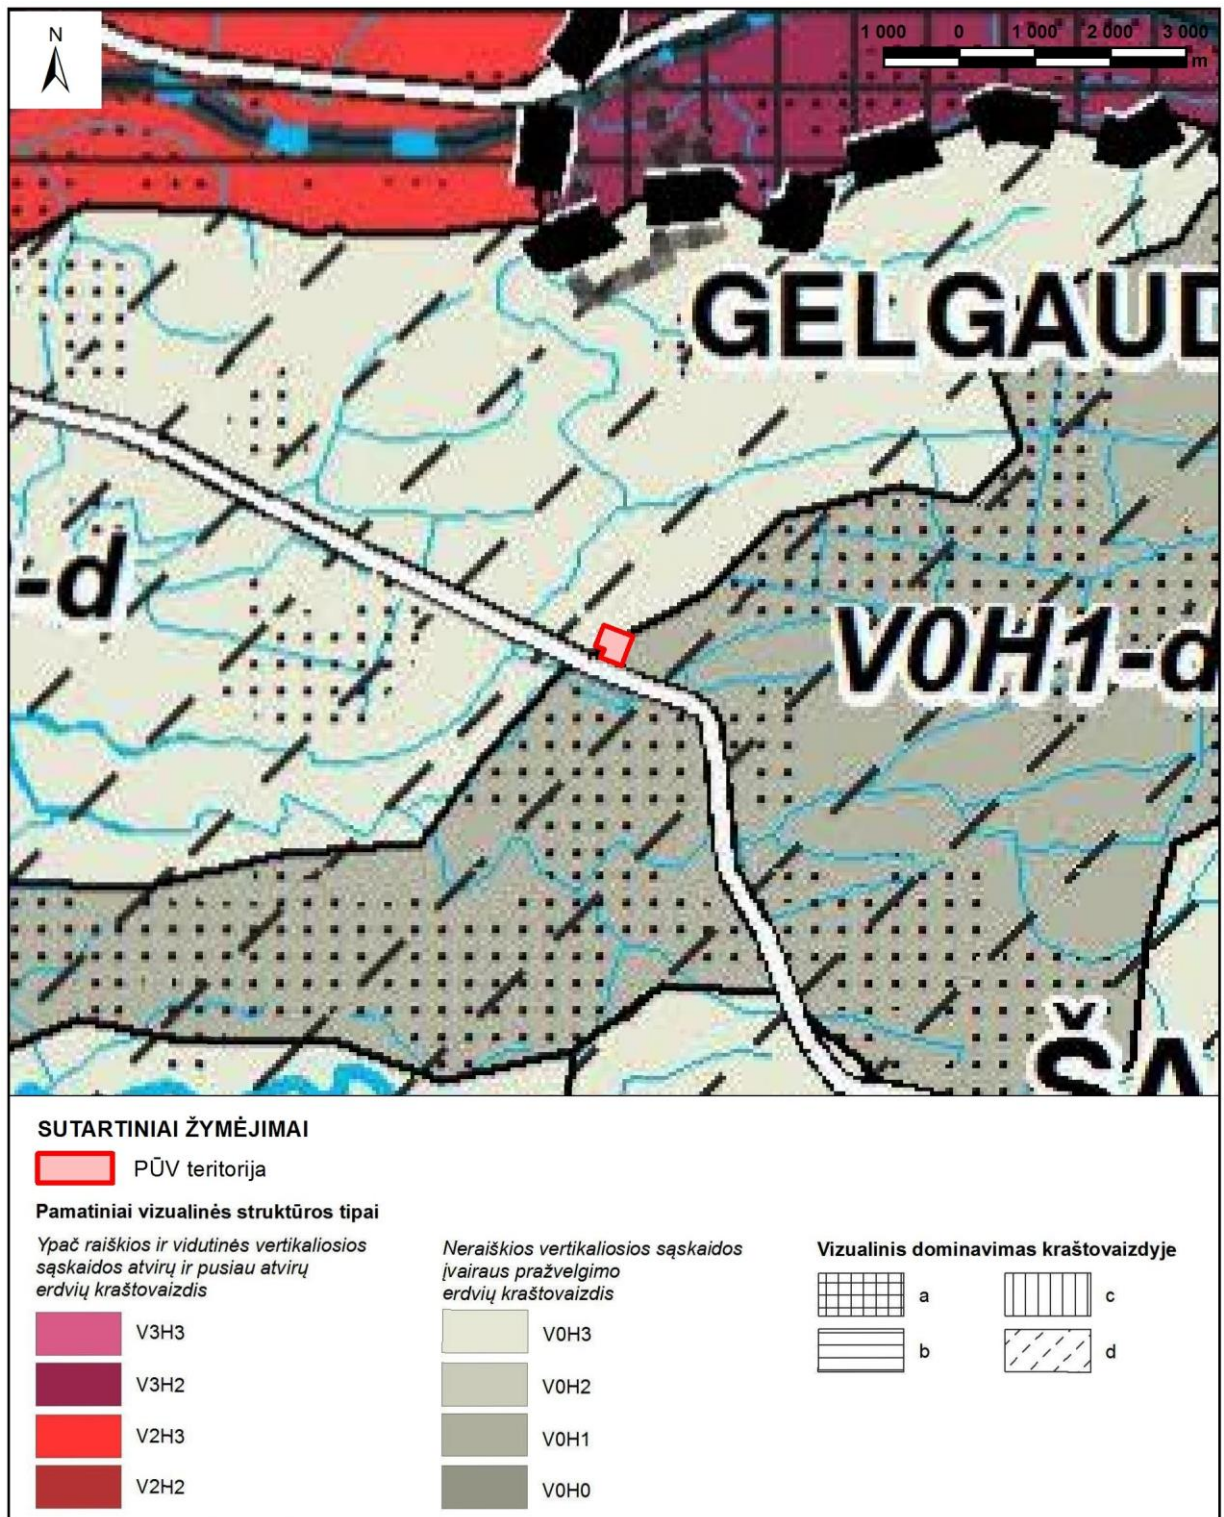 N
1 000 0 1 000 2 000 3 000
m
GELGAUD
-d
V0H1-d
ŠA
SUTARTINIAI ŽYMĖJIMAI
PŪV teritorija
Pamatiniai vizualinės struktūros tipai
Ypač raiškios ir vidutinės vertikaliosios
sąskaidos atvirų ir pusiau atvirų
erdvių kraštovaizdis
V3H3
V3H2
V2H3
V2H2
Neraiškios vertikaliosios sąskaidos
įvairaus pražvelgimo
erdvių kraštovaizdis
V0H3
V0H2
V0H1
V0H0
Vizualinis dominavimas kraštovaizdyje
a
b
c
d